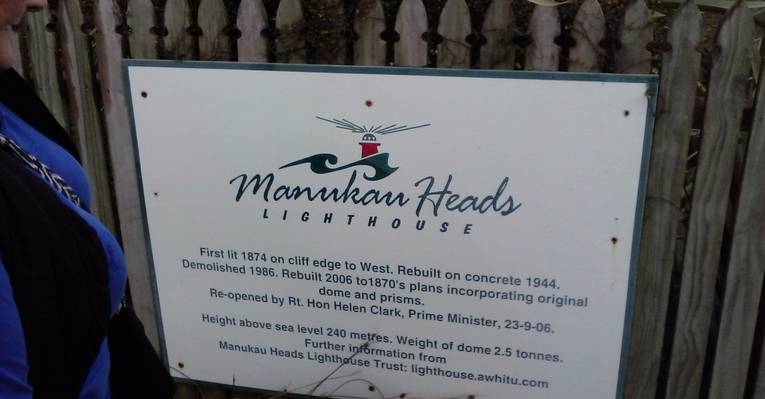 Manukau Heads
LIGHTHOUSE
First lit 1874 on cliff edge to West. Rebuilt on concrete 1944.
Demolished 1986. Rebuilt 2006 to1870's plans incorporating original
dome and prisms.
Re-opened by Rt. Hon Helen Clark, Prime Minister, 23-9-06.
Height above sea level 240 metres. Weight of dome 2.5 tonnes.
Further information from
Manukau Heads Lighthouse Trust: lighthouse.awhitu.com